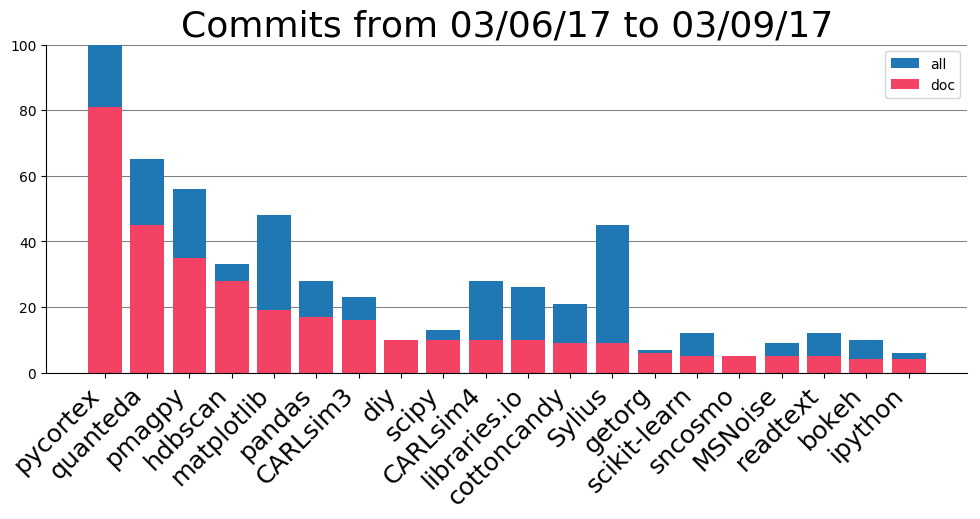 Commits from 03/06/17 to 03/09/17
all
doc
100
80
60
40
20
0
pycortex
quanteda
pmagpy
hdbscan
matplotlib
pandas
CARLsim3
diy
scipy
CARLsim4
libraries.io
cottoncandy
Sylius
getorg
scikit-learn
sncosmo
MSNoise
readtext
bokeh
ipython